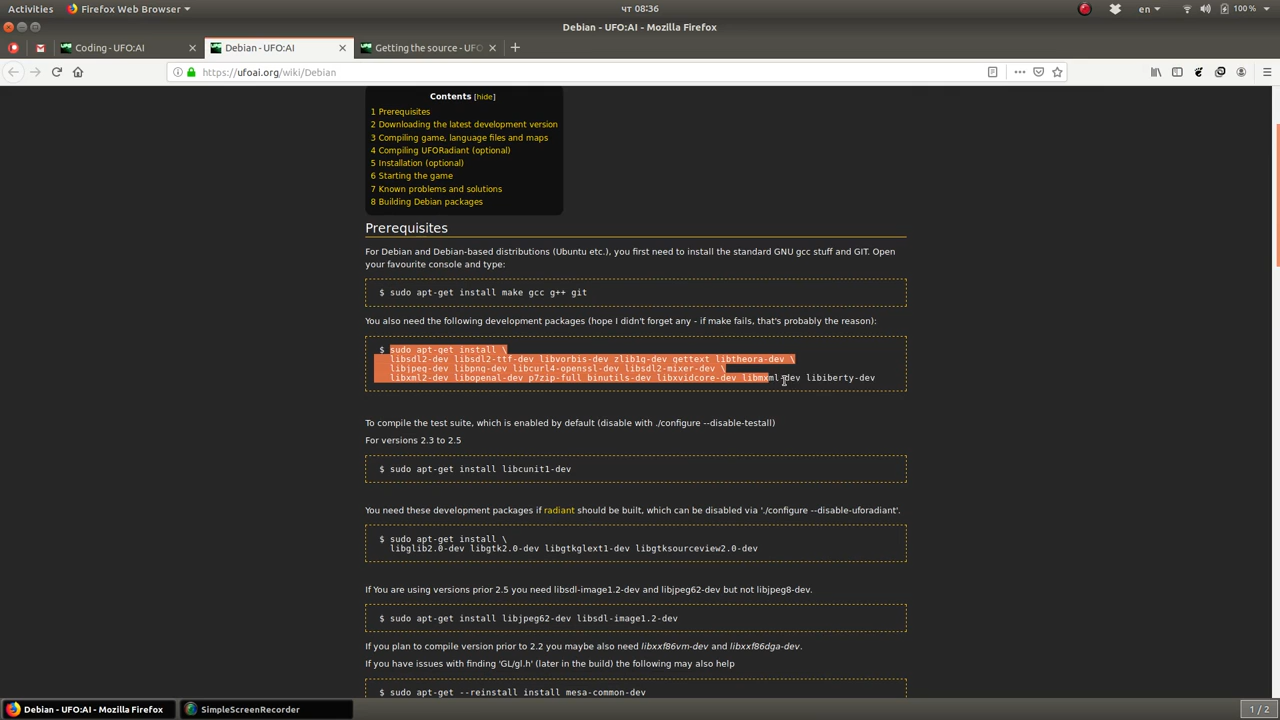 Activities
Firefox Web Browser
чт 08:36
en
100 %
Debian - UFO:AI - Mozilla Firefox
Coding - UFO:AI
Debian - UFO:AI
Getting the source - UFO
https://ufoai.org/wiki/Debian
Contents [hide]
1 Prerequisites
2 Downloading the latest development version
3 Compiling game, language files and maps
4 Compiling UFORadiant (optional)
5 Installation (optional)
6 Starting the game
7 Known problems and solutions
8 Building Debian packages
Prerequisites
For Debian and Debian-based distributions (Ubuntu etc.), you first need to install the standard GNU gcc stuff and GIT. Open
your favourite console and type:
$ sudo apt-get install make gcc g++ git
You also need the following development packages (hope I didn't forget any - if make fails, that's probably the reason):
$ sudo apt-get install \
libsdl2-dev libsdl2-ttf-dev libvorbis-dev zlib1g-dev gettext libtheora-dev \
libjpeg-dev libpng-dev libcurl4-openssl-dev libsdl2-mixer-dev \
libxml2-dev libopenal-dev p7zip-full binutils-dev libxvidcore-dev libmxml-dev libiberty-dev
To compile the test suite, which is enabled by default (disable with ./configure --disable-testall)
For versions 2.3 to 2.5
$ sudo apt-get install libcunit1-dev
You need these development packages if radiant should be built, which can be disabled via './configure --disable-uforadiant'.
$ sudo apt-get install \
libglib2.0-dev libgtk2.0-dev libgtkglext1-dev libgtksourceview2.0-dev
If You are using versions prior 2.5 you need libsdl-image1.2-dev and libjpeg62-dev but not libjpeg8-dev.
$ sudo apt-get install libjpeg62-dev libsdl-image1.2-dev
If you plan to compile version prior to 2.2 you maybe also need libxxf86vm-dev and libxxf86dga-dev.
If you have issues with finding 'GL/gl.h' (later in the build) the following may also help
$ sudo apt-get --reinstall install mesa-common-dev
Debian - UFO:AI - Mozilla Firefox
SimpleScreenRecorder
1 / 2